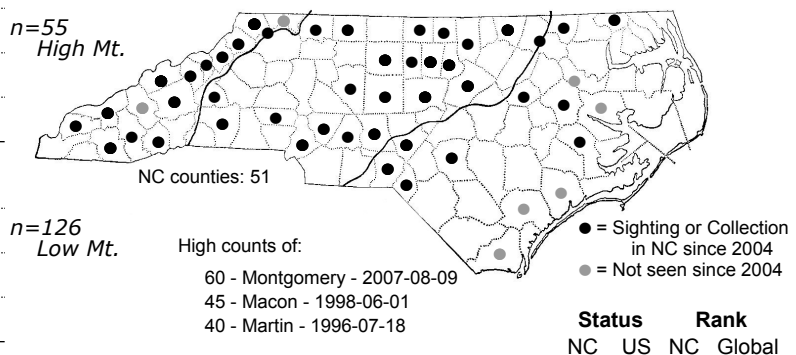 n=55
High Mt.
NC counties: 51
n=126
Low Mt.
High counts of:
60 - Montgomery - 2007-08-09
45 - Macon - 1998-06-01
40 - Martin - 1996-07-18
= Sighting or Collection
in NC since 2004
= Not seen since 2004
Status Rank
NC US NC Global